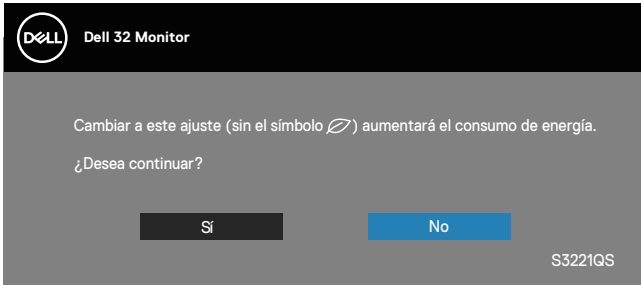 DELL
Dell 32 Monitor
Cambiar a este ajuste (sin el símbolo ) aumentará el consumo de energía.
¿Desea continuar?
Sí
No
S3221QS